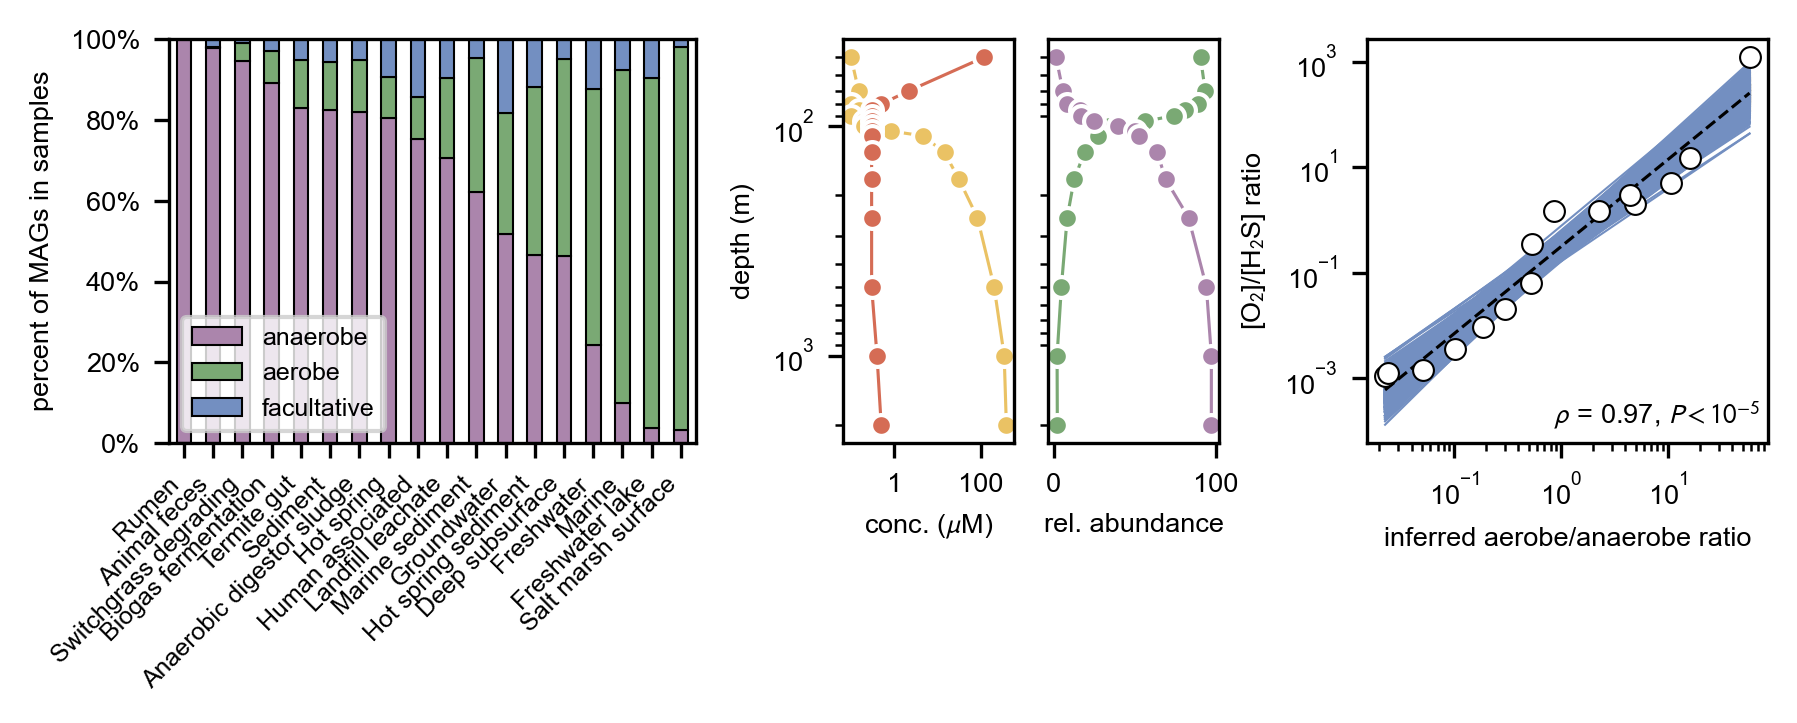 percent of MAGs in samples
100%
80%
60%
40%
20%
0%
anaerobe
aerobe
facultative
Rumen
Animal feces
Switchgrass degrading
Biogas fermentation
Termite gut
Sediment
Anaerobic digestor sludge
Hot spring
Human associated
Landfill leachate
Marine sediment
Groundwater
Hot spring sediment
Deep subsurface
Freshwater
Marine
Freshwater lake
Salt marsh surface
depth (m)
10²
10³
1 100
conc. (μM)
0 100
rel. abundance
[O₂]/[H₂S] ratio
10³
10¹
10⁻¹
10⁻³
ρ = 0.97, P < 10⁻⁵
10⁻¹ 10⁰ 10¹
inferred aerobe/anaerobe ratio